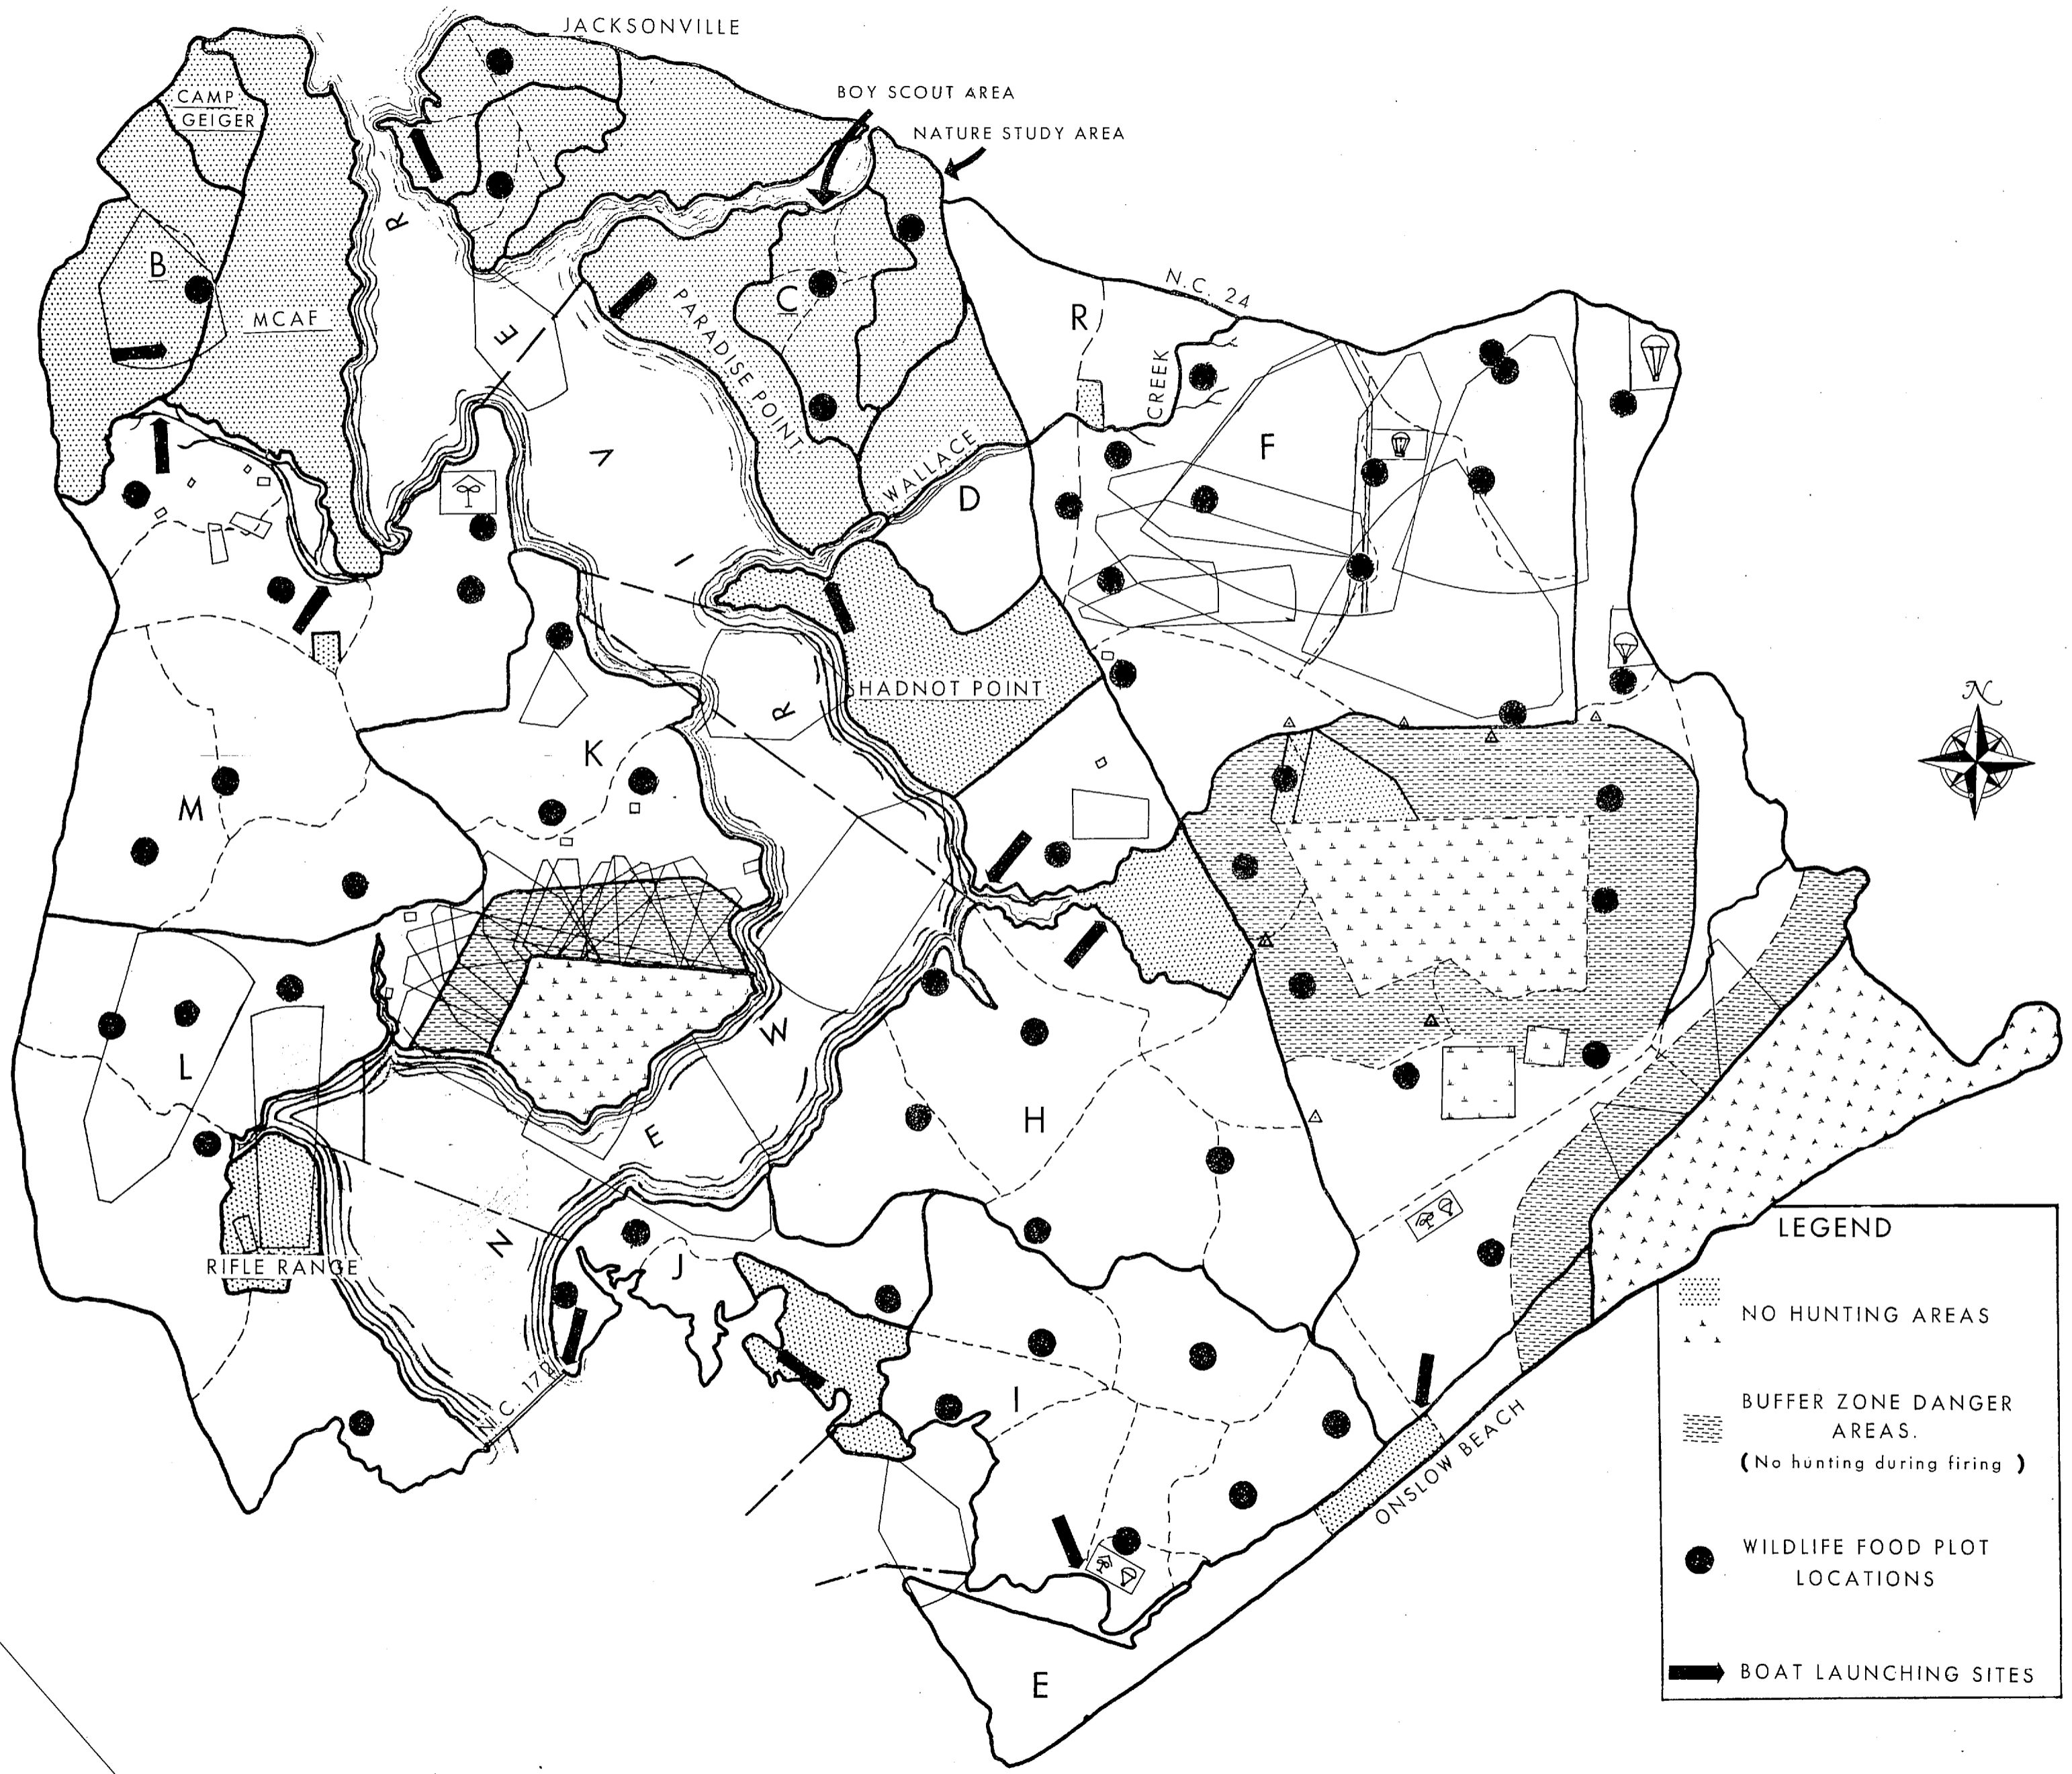 JACKSONVILLE
BOY SCOUT AREA
NATURE STUDY AREA
CAMP
GEIGER
R
B
MCAF
E
C
PARADISE POINT
N.C. 24
R
CREEK
F
V
WALLACE
D
I
HADNOT POINT
R
N
K
M
L
W
H
E
N
RIFLE RANGE
J
N.C. 172
I
ONSLOW BEACH
E
LEGEND
NO HUNTING AREAS
BUFFER ZONE DANGER
AREAS.
(No hunting during firing)
WILDLIFE FOOD PLOT
LOCATIONS
BOAT LAUNCHING SITES